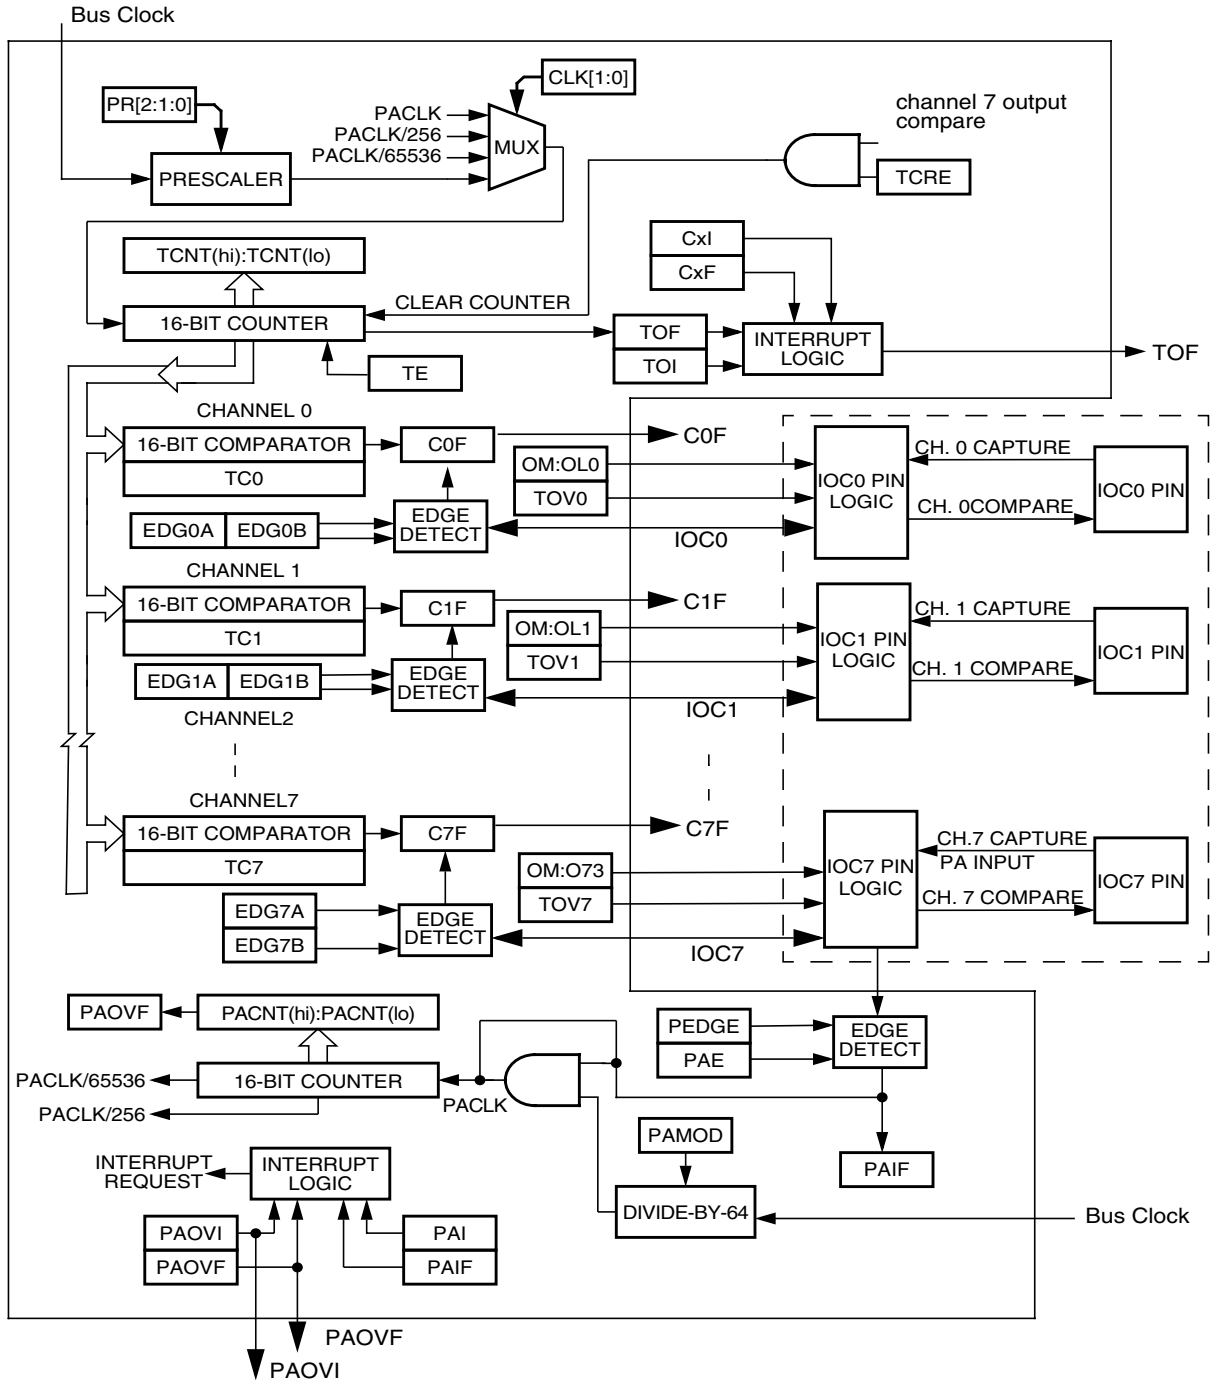 Bus Clock
PR[2:1:0]
CLK[1:0]
PACLK
PACLK/256
PACLK/65536
MUX
PRESCALER
channel 7 output
compare
TCRE
TCNT(hi):TCNT(lo)
CxI
CxF
CLEAR COUNTER
16-BIT COUNTER
TOF
TOI
INTERRUPT
LOGIC
TOF
TE
CHANNEL 0
16-BIT COMPARATOR
TC0
C0F
C0F
OM:OL0
TOV0
EDG0A
EDG0B
EDGE
DETECT
IOC0
IOC0 PIN
LOGIC
CH. 0 CAPTURE
CH. 0COMPARE
IOC0 PIN
CHANNEL 1
16-BIT COMPARATOR
TC1
C1F
C1F
OM:OL1
TOV1
EDG1A
EDG1B
EDGE
DETECT
IOC1
IOC1 PIN
LOGIC
CH. 1 CAPTURE
CH. 1 COMPARE
IOC1 PIN
CHANNEL2
CHANNEL7
16-BIT COMPARATOR
TC7
C7F
C7F
OM:O73
TOV7
EDG7A
EDG7B
EDGE
DETECT
IOC7
IOC7 PIN
LOGIC
CH.7 CAPTURE
PA INPUT
CH. 7 COMPARE
IOC7 PIN
PAOVF
PACNT(hi):PACNT(lo)
PEDGE
PAE
EDGE
DETECT
PACLK/65536
16-BIT COUNTER
PACLK
PACLK/256
PAMOD
PAIF
INTERRUPT
REQUEST
INTERRUPT
LOGIC
DIVIDE-BY-64
Bus Clock
PAOVI
PAOVF
PAI
PAIF
PAOVF
PAOVI